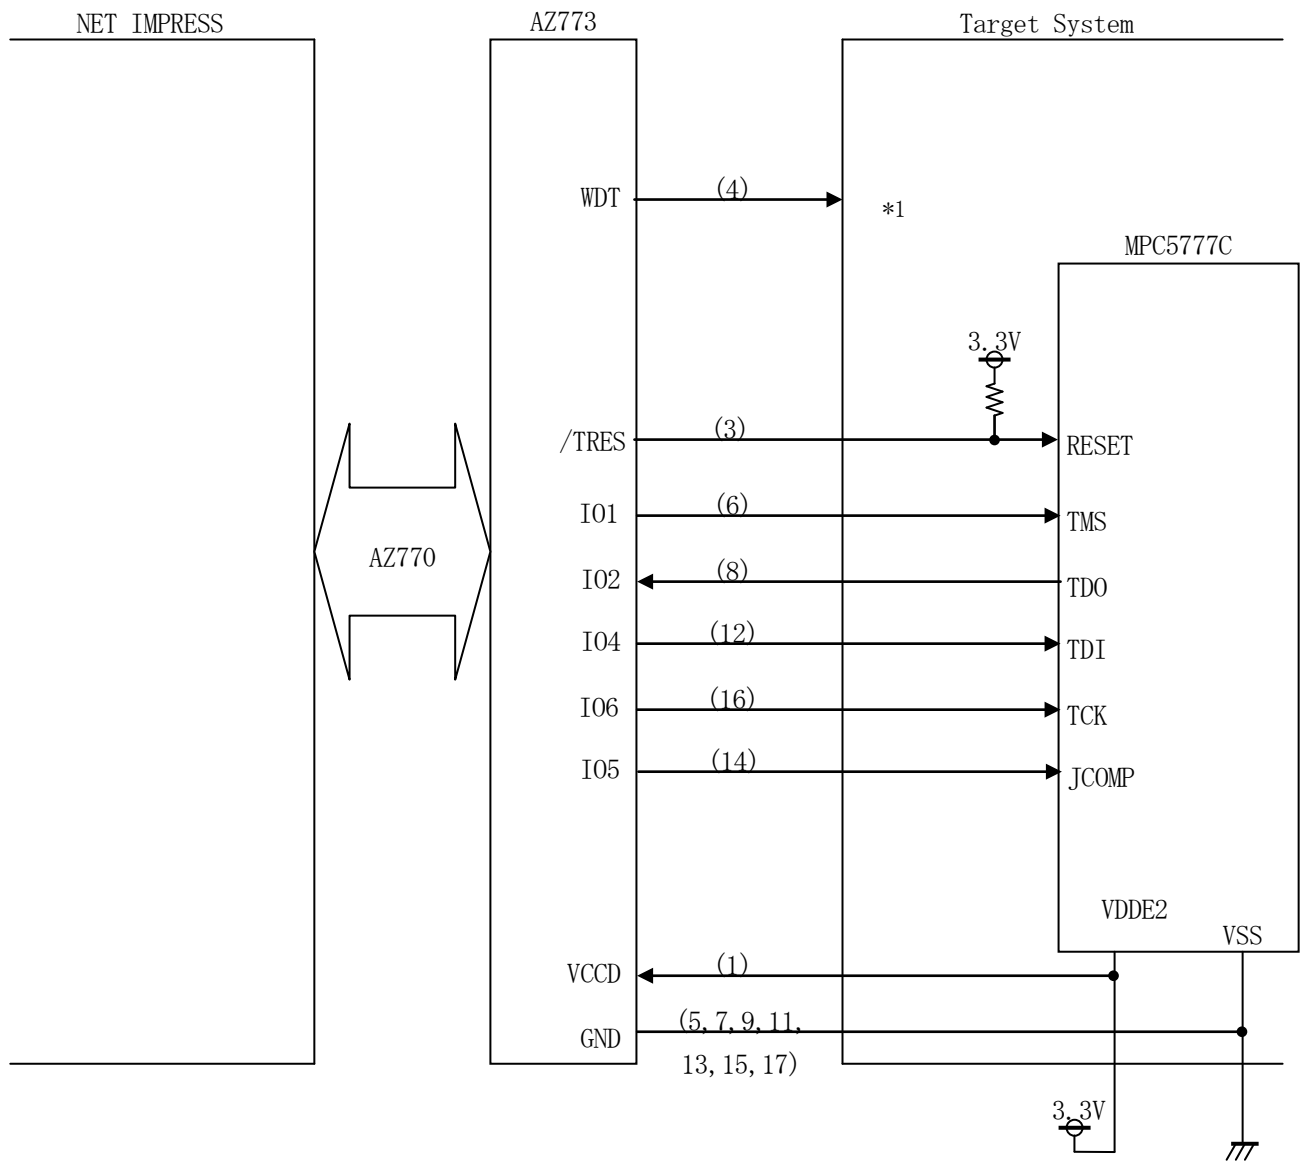 NET IMPRESS
AZ773
Target System
WDT
(4)
*1
MPC5777C
3.3V
/TRES
(3)
RESET
IO1
(6)
TMS
AZ770
IO2
(8)
TDO
IO4
(12)
TDI
IO6
(16)
TCK
IO5
(14)
JCOMP
VDDE2
VSS
VCCD
(1)
GND
(5,7,9,11,
13,15,17)
3.3V